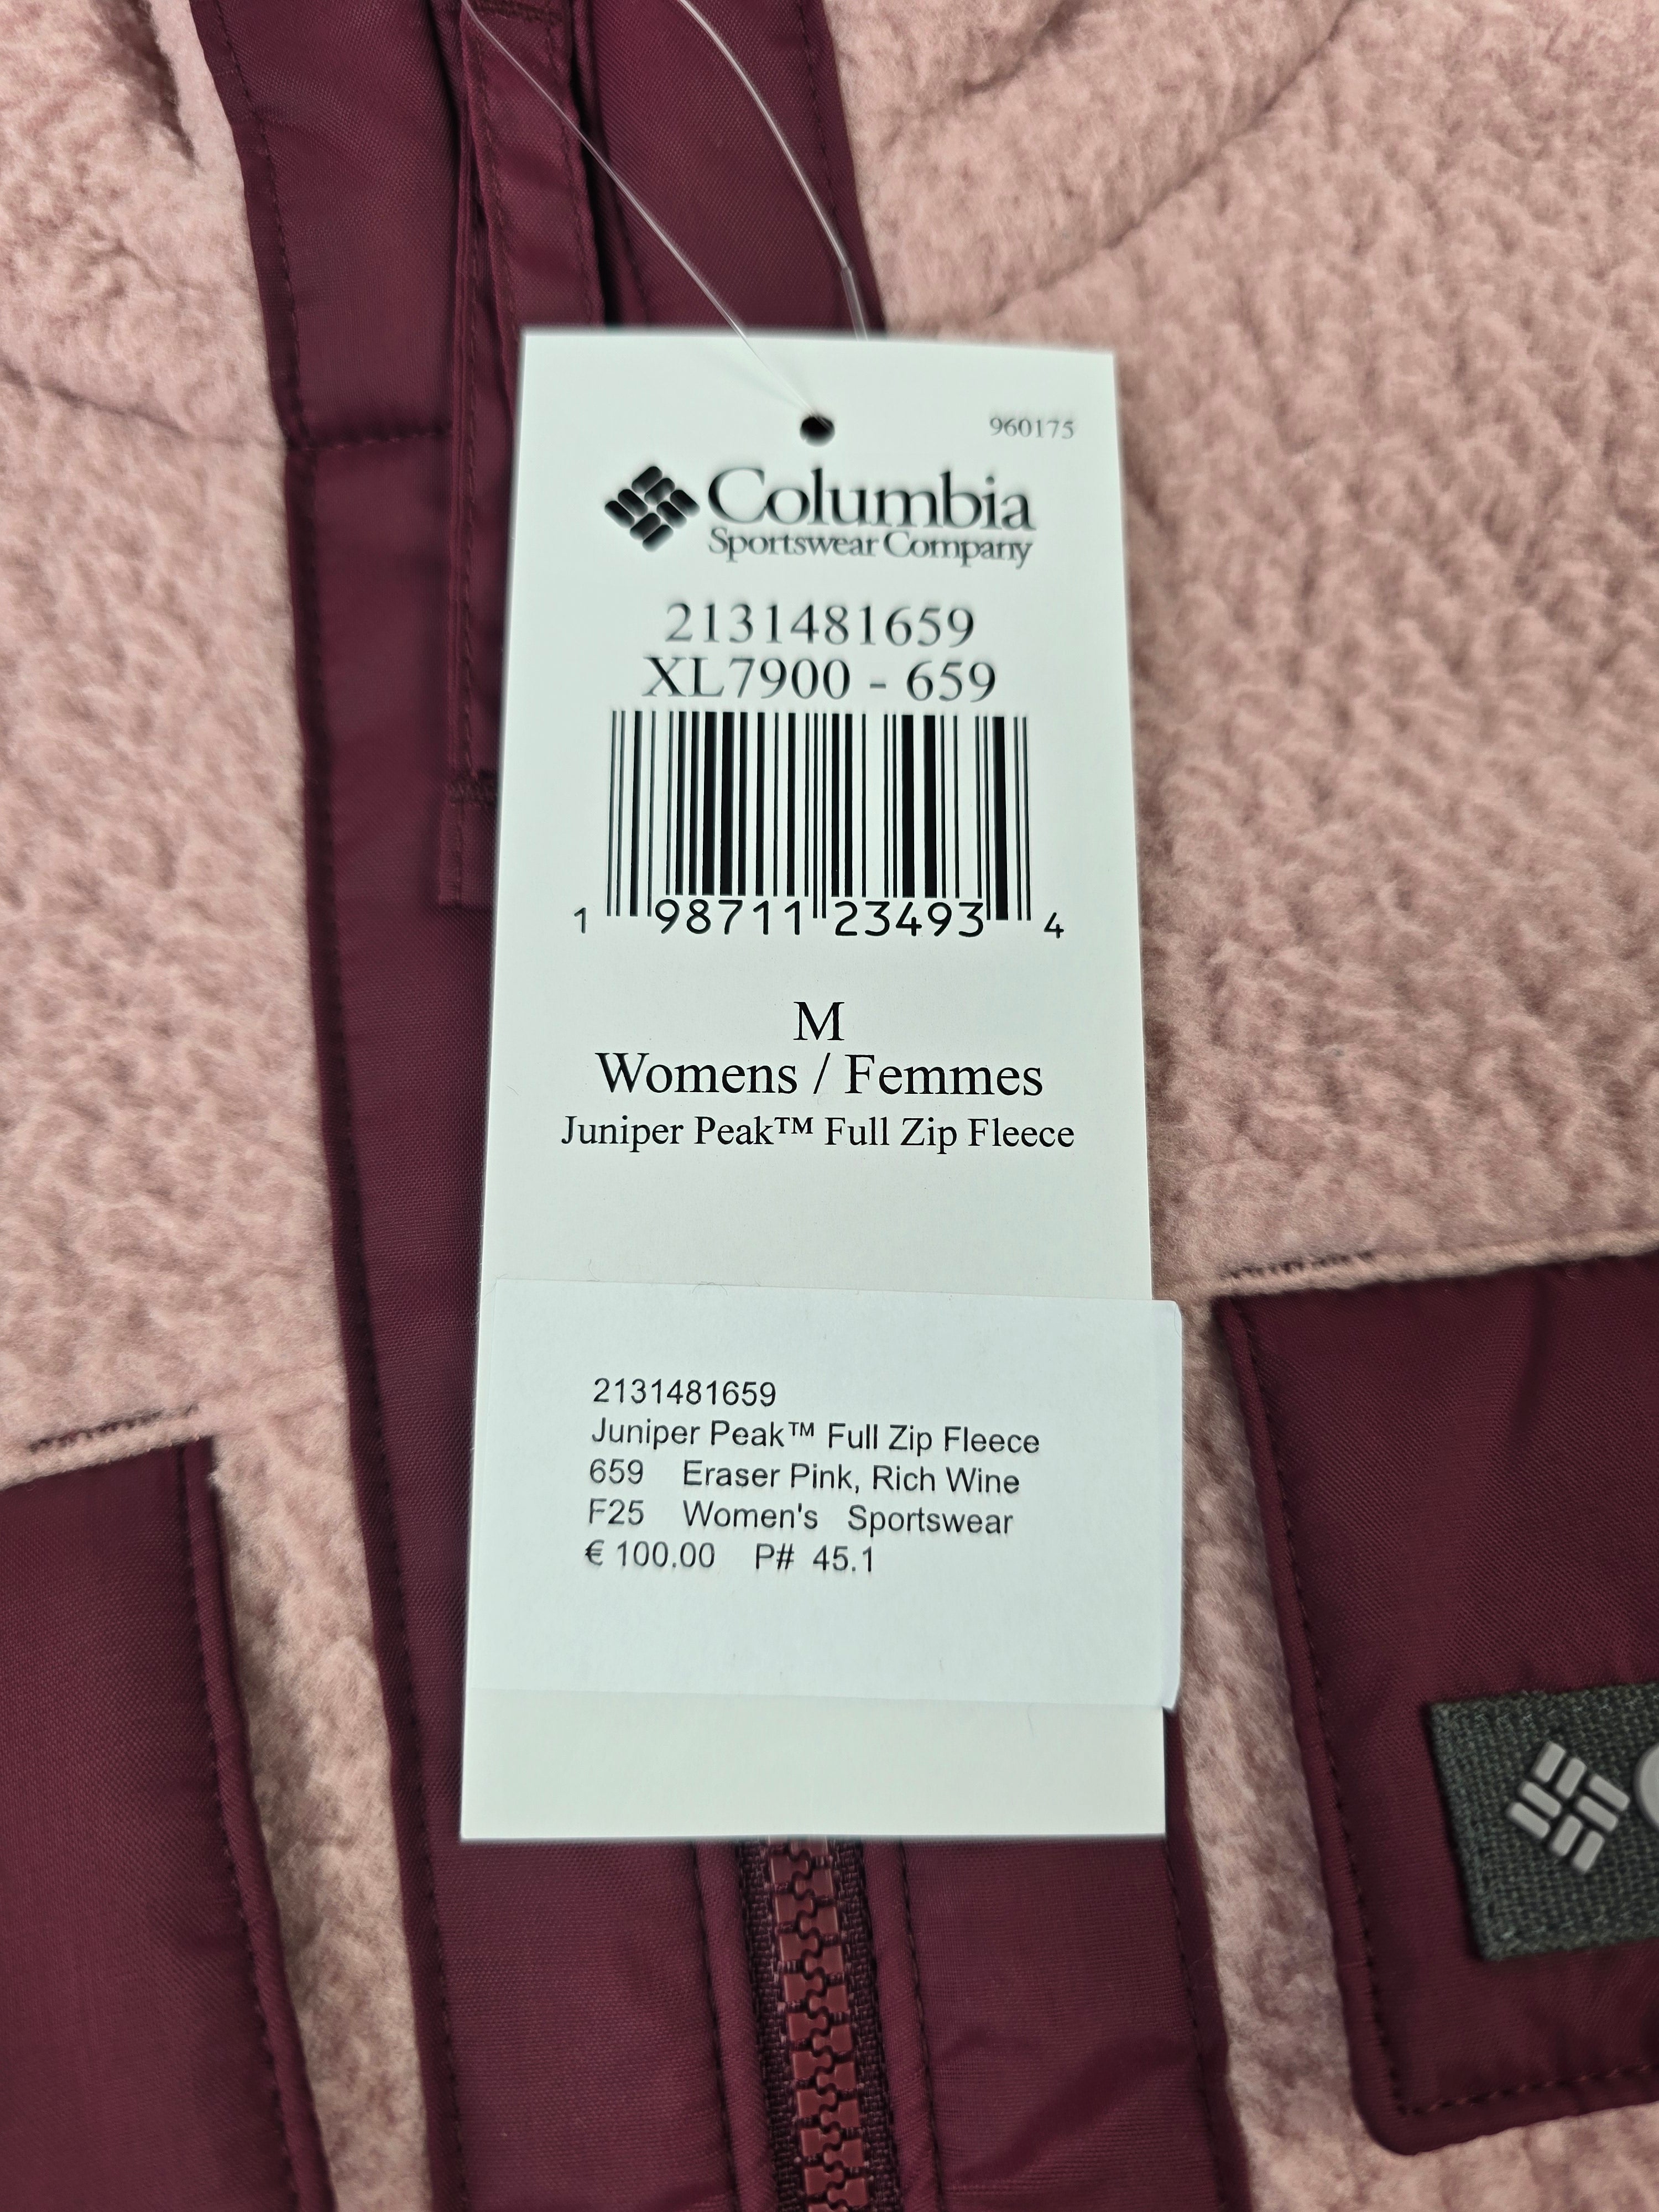 960175
Columbia
Sportswear Company
2131481659
XL7900 - 659
1 98711 23493 4
M
Womens / Femmes
Juniper Peak™ Full Zip Fleece
2131481659
Juniper Peak™ Full Zip Fleece
659 Eraser Pink, Rich Wine
F25 Women's Sportswear
€ 100.00 P# 45.1